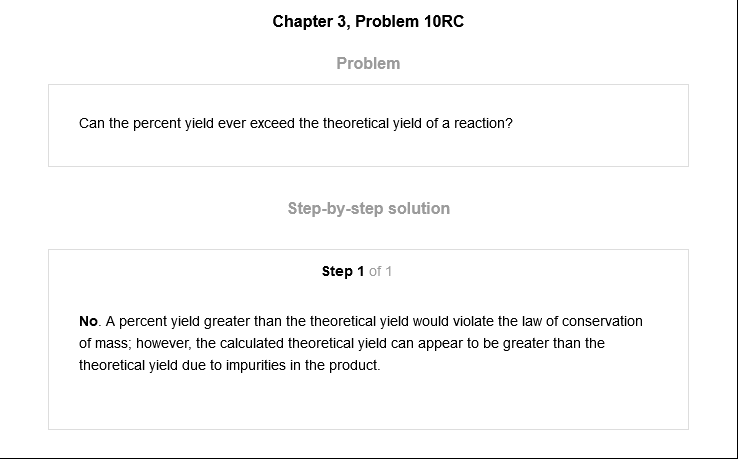 Chapter 3, Problem 10RC
Problem
Can the percent yield ever exceed the theoretical yield of a reaction?
Step-by-step solution
Step 1 of 1
No. A percent yield greater than the theoretical yield would violate the law of conservation
of mass; however, the calculated theoretical yield can appear to be greater than the
theoretical yield due to impurities in the product.